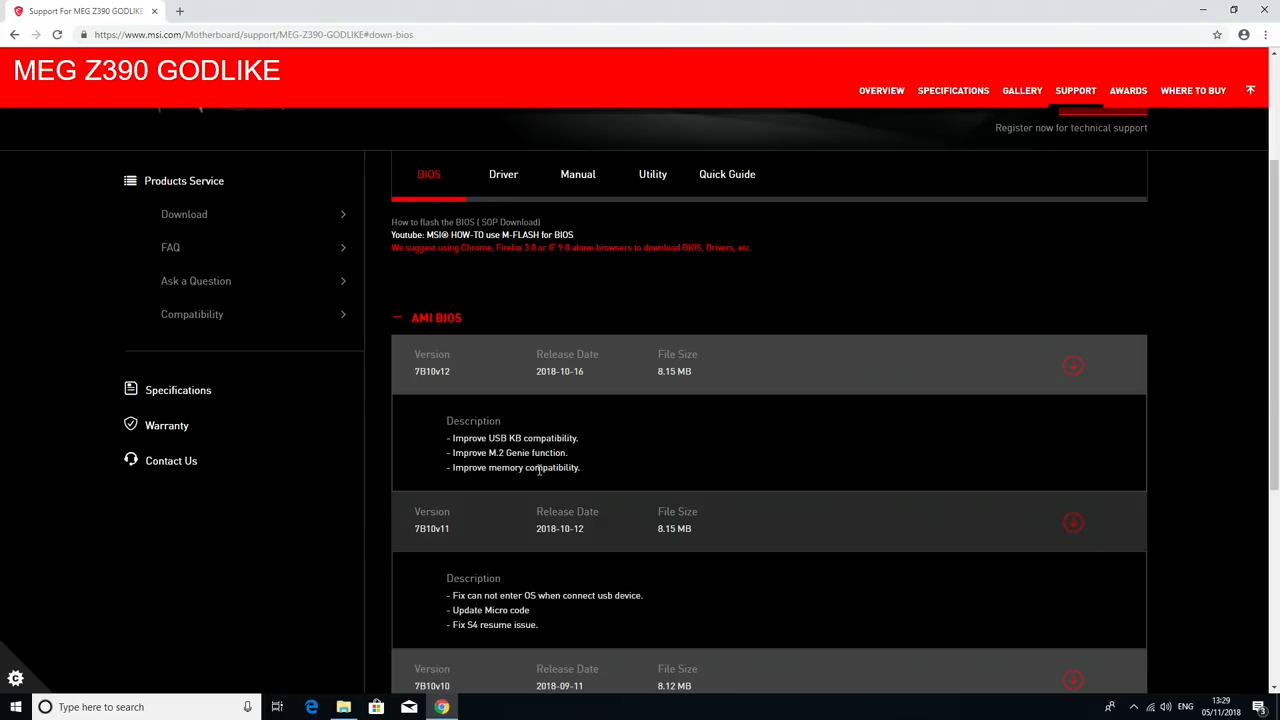 Support For MEG Z390 GODLIKE
https://www.msi.com/Motherboard/support/MEG-Z390-GODLIKE#down-bios
MEG Z390 GODLIKE
OVERVIEW SPECIFICATIONS GALLERY SUPPORT AWARDS WHERE TO BUY
Register now for technical support
Products Service
Download
FAQ
Ask a Question
Compatibility
Specifications
Warranty
Contact Us
BIOS Driver Manual Utility Quick Guide
How to flash the BIOS [ SOP Download]
Youtube: MSI® HOW-TO use M-FLASH for BIOS
We suggest using Chrome, Firefox 3.0 or IE 9.0 above browsers to download BIOS, Drivers, etc.
AMI BIOS
Version Release Date File Size
7B10v12 2018-10-16 8.15 MB
Description
- Improve USB KB compatibility.
- Improve M.2 Genie function.
- Improve memory compatibility.
Version Release Date File Size
7B10v11 2018-10-12 8.15 MB
Description
- Fix can not enter OS when connect usb device.
- Update Micro code
- Fix S4 resume issue.
Version Release Date File Size
7B10v10 2018-09-11 8.12 MB
Type here to search
ENG
13:29
05/11/2018
3